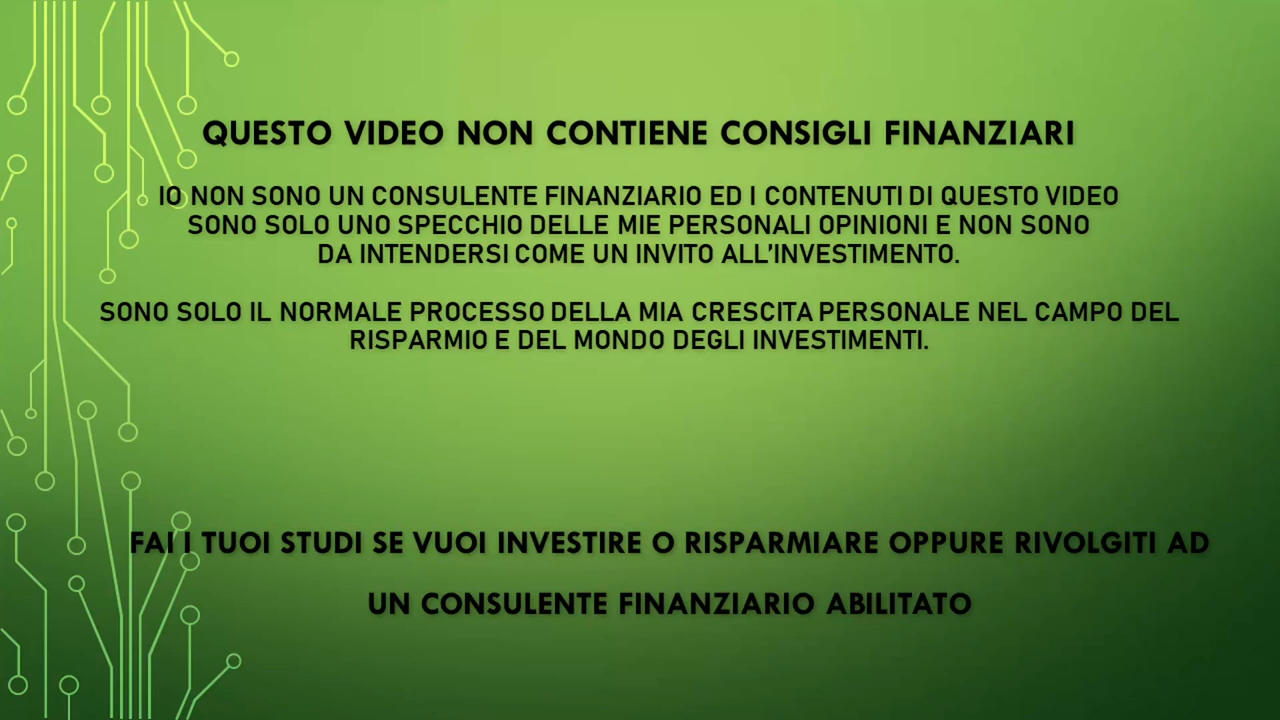 QUESTO VIDEO NON CONTIENE CONSIGLI FINANZIARI
IO NON SONO UN CONSULENTE FINANZIARIO ED I CONTENUTI DI QUESTO VIDEO
SONO SOLO UNO SPECCHIO DELLE MIE PERSONALI OPINIONI E NON SONO
DA INTENDERSI COME UN INVITO ALL'INVESTIMENTO.
SONO SOLO IL NORMALE PROCESSO DELLA MIA CRESCITA PERSONALE NEL CAMPO DEL
RISPARMIO E DEL MONDO DEGLI INVESTIMENTI.
FAI I TUOI STUDI SE VUOI INVESTIRE O RISPARMIARE OPPURE RIVOLGITI AD
UN CONSULENTE FINANZIARIO ABILITATO